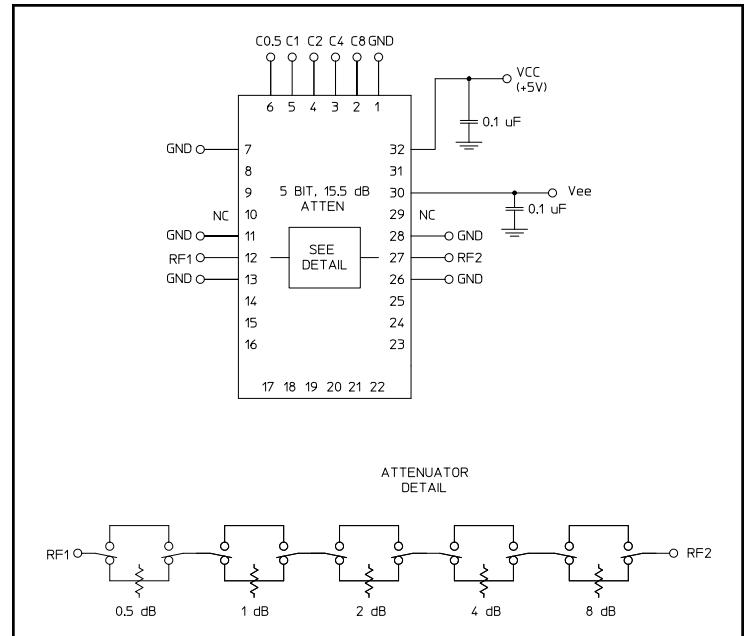 C0.5 C1 C2 C4 C8 GND
6 5 4 3 2 1
VCC
(+5V)
0.1 uF
GND 7
32
8
31
9
30
Vee
5 BIT, 15.5 dB
ATTEN
0.1 uF
NC 10
29 NC
GND 11
28 GND
RF1 12
SEE
DETAIL
27 RF2
GND 13
26 GND
14
25
15
24
16
23
17 18 19 20 21 22
ATTENUATOR
DETAIL
RF1
RF2
0.5 dB 1 dB 2 dB 4 dB 8 dB